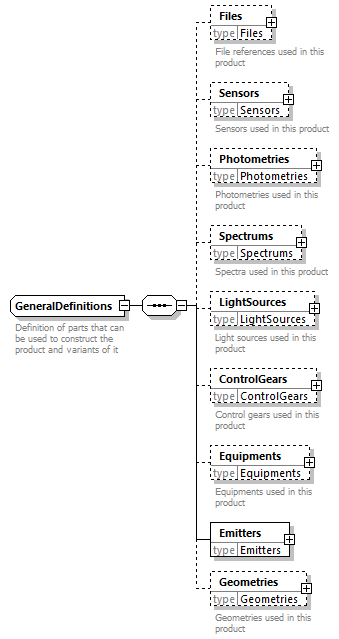 Files
type Files
File references used in this
product
Sensors
type Sensors
Sensors used in this product
Photometries
type Photometries
Photometries used in this
product
Spectrums
type Spectrums
Spectra used in this product
GeneralDefinitions
Definition of parts that can
be used to construct the
product and variants of it
LightSources
type LightSources
Light sources used in this
product
ControlGears
type ControlGears
Control gears used in this
product
Equipments
type Equipments
Equipments used in this
product
Emitters
type Emitters
Geometries
type Geometries
Geometries used in this
product